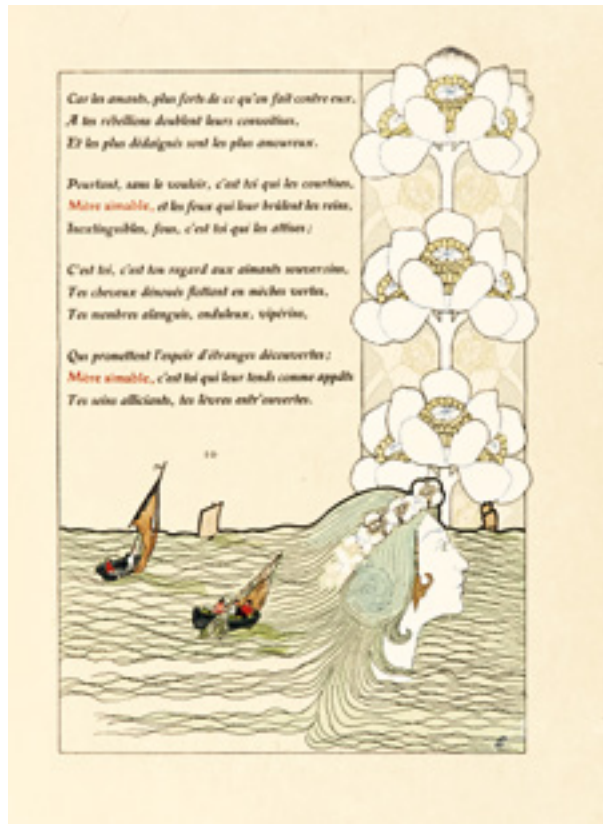 Car les amants, plus forts de ce qu'on fait contre eux,
A tes rébellions doublent leurs convoitises,
Et les plus dédaignés sont les plus amoureux.
Pourtant, sans le vouloir, c'est toi qui les courtises,
Mère aimable, et les feux qui leur brûlent les reins,
Inextinguibles, fous, c'est toi qui les attises ;
C'est toi, c'est ton regard aux aimants souverains,
Tes cheveux dénoués flottant en mèches vertes,
Tes membres alanguis, onduleux, vipérins,
Qui promettent l'espoir d'étranges découvertes ;
Mère aimable, c'est toi qui leur tends comme appâts
Tes seins alliciants, tes lèvres entr'ouvertes.